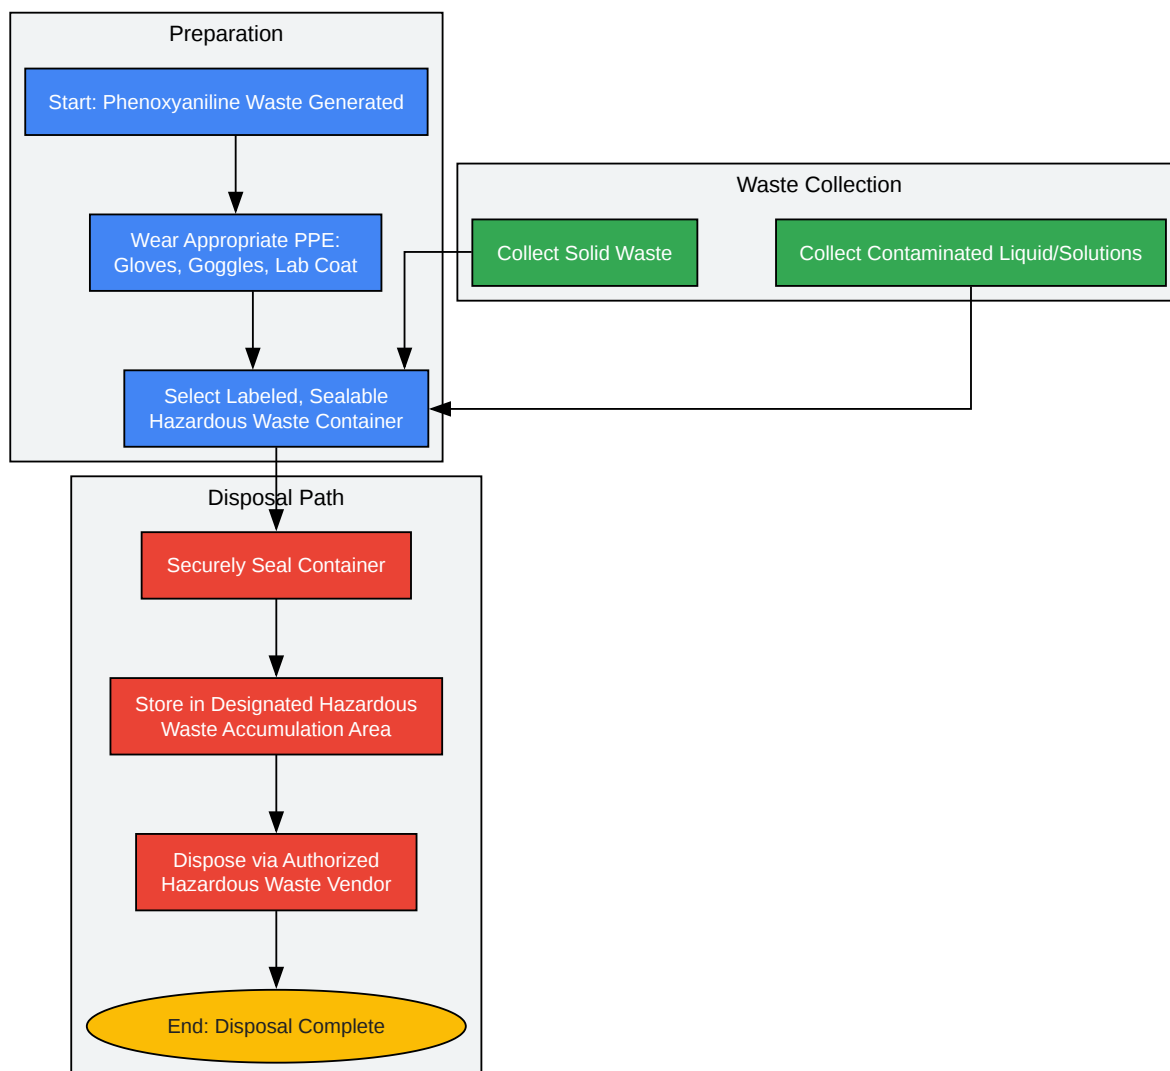 Preparation
Start: Phenoxyaniline Waste Generated
Wear Appropriate PPE:
Gloves, Goggles, Lab Coat
Select Labeled, Sealable
Hazardous Waste Container
Waste Collection
Collect Solid Waste
Collect Contaminated Liquid/Solutions
Disposal Path
Securely Seal Container
Store in Designated Hazardous
Waste Accumulation Area
Dispose via Authorized
Hazardous Waste Vendor
End: Disposal Complete